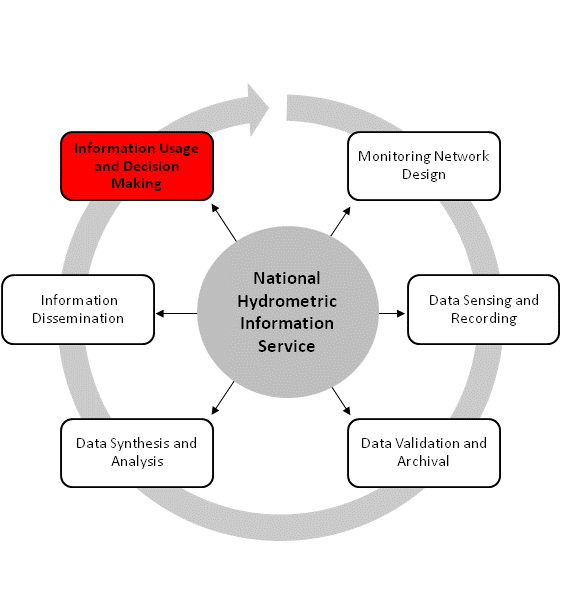 Information Usage
and Decision
Making
Monitoring Network
Design
National
Hydrometric
Information
Service
Information
Dissemination
Data Sensing and
Recording
Data Synthesis and
Analysis
Data Validation and
Archival